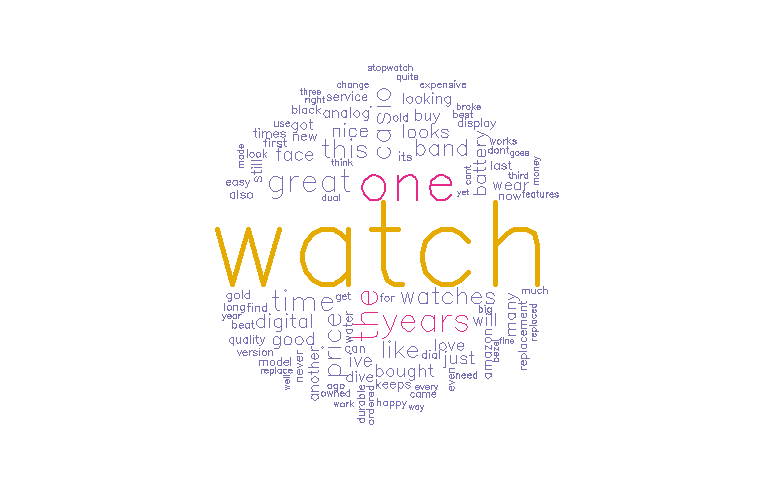 stopwatch
quite
change
expensive
three
right
service
casio
looking
black
analog
old
buy
broke
best
display
use
got
nice
looks
times
new
first
this
its
band
battery
works
dont
goes
made
look
still
face
think
last
third
money
easy
also
great
dual
one
yet
cant
wear
now
features
watch
gold
time
get
the
for
watches
big
many
much
long
find
year
beat
digital
price
water
years
will
replacement
replaced
quality
good
can
like
dial
love
just
amazon
bezel
fine
version
model
never
another
ive
replace
well
dive
bought
keeps
even
need
ago
owned
work
durable
ordered
happy
every
came
way